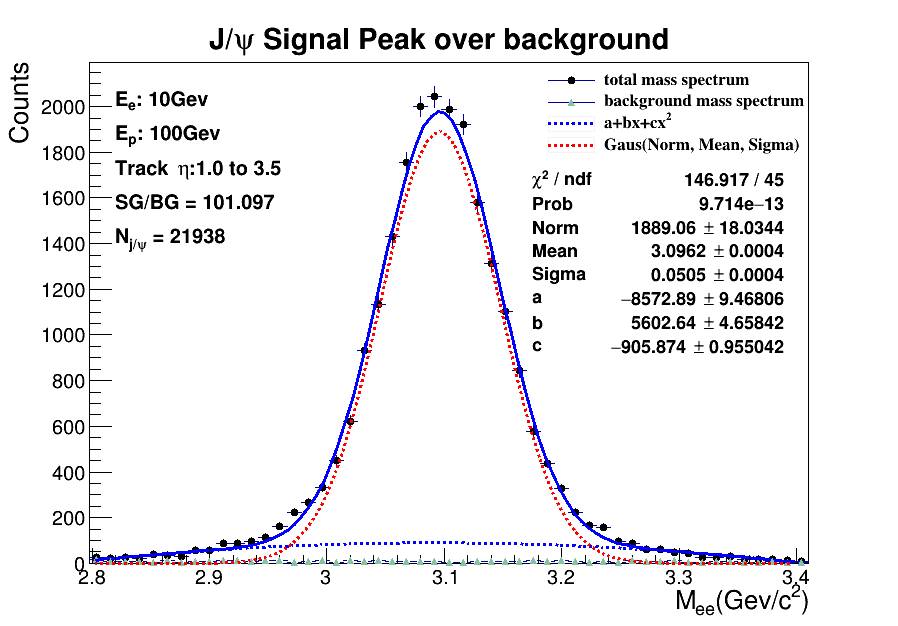 J/ψ Signal Peak over background
Counts
E_e: 10Gev
E_p: 100Gev
Track η:1.0 to 3.5
SG/BG = 101.097
N_j/ψ = 21938
total mass spectrum
background mass spectrum
a+bx+cx²
Gaus(Norm, Mean, Sigma)
χ² / ndf 146.917 / 45
Prob 9.714e−13
Norm 1889.06 ± 18.0344
Mean 3.0962 ± 0.0004
Sigma 0.0505 ± 0.0004
a −8572.89 ± 9.46806
b 5602.64 ± 4.65842
c −905.874 ± 0.955042
2000
1800
1600
1400
1200
1000
800
600
400
200
0
2.8 2.9 3 3.1 3.2 3.3 3.4
M_ee(Gev/c²)